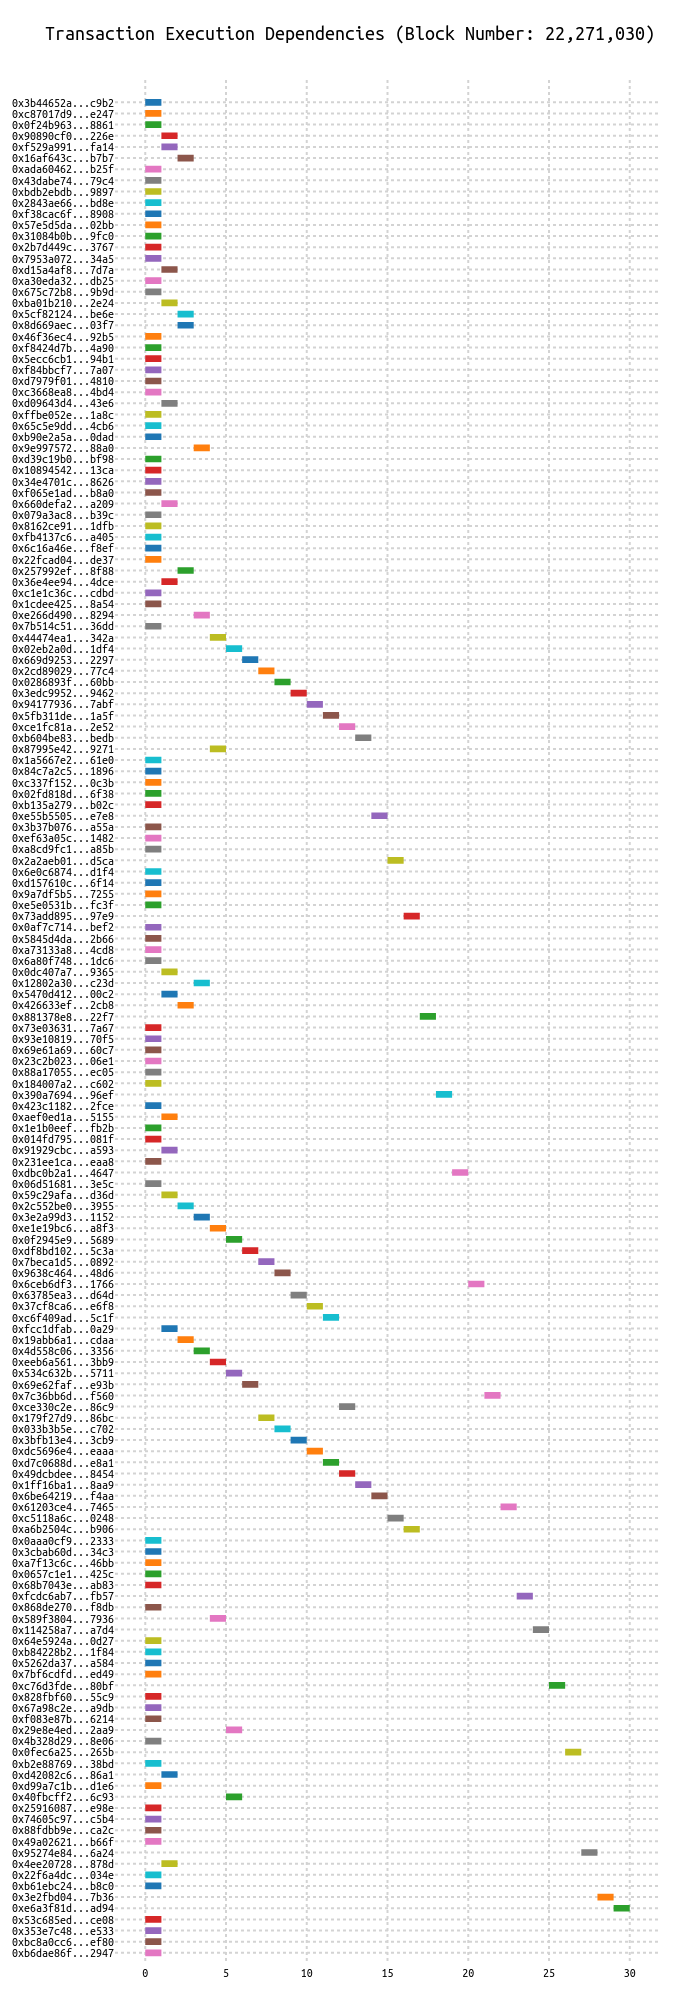 Transaction Execution Dependencies (Block Number: 22,271,030)
0x3b44652a...c9b2
0xc87017d9...e247
0x0f24b963...8861
0x90890cf0...226e
0xf529a991...fa14
0x16af643c...b7b7
0xada60462...b25f
0x43dabe74...79c4
0xbdb2ebdb...9897
0x2843ae66...bd8e
0xf38cac6f...8908
0x57e5d5da...02bb
0x31084b0b...9fc0
0x2b7d449c...3767
0x7953a072...34a5
0xd15a4af8...7d7a
0xa30eda32...db25
0x675c72b8...9b9d
0xba01b210...2e24
0x5cf82124...be6e
0x8d669aec...03f7
0x46f36ec4...92b5
0xf8424d7b...4a90
0x5ecc6cb1...94b1
0xf84bbcf7...7a07
0xd7979f01...4810
0xc3668ea8...4bd4
0xd09643d4...43e6
0xffbe052e...1a8c
0x65c5e9dd...4cb6
0xb90e2a5a...0dad
0x9e997572...88a0
0xd39c19b0...bf98
0x10894542...13ca
0x34e4701c...8626
0xf065e1ad...b8a0
0x660defa2...a209
0x079a3ac8...b39c
0x8162ce91...1dfb
0xfb4137c6...a405
0x6c16a46e...f8ef
0x22fcad04...de37
0x257992ef...8f88
0x36e4ee94...4dce
0xc1e1c36c...cdbd
0x1cdee425...8a54
0xe266d490...8294
0x7b514c51...36dd
0x44474ea1...342a
0x02eb2a0d...1df4
0x669d9253...2297
0x2cd89029...77c4
0x0286893f...60bb
0x3edc9952...9462
0x94177936...7abf
0x5fb311de...1a5f
0xce1fc81a...2e52
0xb604be83...bedb
0x87995e42...9271
0x1a5667e2...61e0
0x84c7a2c5...1896
0xc337f152...0c3b
0x02fd818d...6f38
0xb135a279...b02c
0xe55b5505...e7e8
0x3b37b076...a55a
0xef63a05c...1482
0xa8cd9fc1...a85b
0x2a2aeb01...d5ca
0x6e0c6874...d1f4
0xd157610c...6f14
0x9a7df5b5...7255
0xe5e0531b...fc3f
0x73add895...97e9
0x0af7c714...bef2
0x5845d4da...2b66
0xa73133a8...4cd8
0x6a80f748...1dc6
0x0dc407a7...9365
0x12802a30...c23d
0x5470d412...00c2
0x426633ef...2cb8
0x881378e8...22f7
0x73e03631...7a67
0x93e10819...70f5
0x69e61a69...60c7
0x23c2b023...06e1
0x88a17055...ec05
0x184007a2...c602
0x390a7694...96ef
0x423c1182...2fce
0xaef0ed1a...5155
0x1e1b0eef...fb2b
0x014fd795...081f
0x91929cbc...a593
0x231ee1ca...eaa8
0xdbc0b2a1...4647
0x06d51681...3e5c
0x59c29afa...d36d
0x2c552be0...3955
0x3e2a99d3...1152
0xe1e19bc6...a8f3
0x0f2945e9...5689
0xdf8bd102...5c3a
0x7beca1d5...0892
0x9638c464...48d6
0x6ceb6df3...1766
0x63785ea3...d64d
0x37cf8ca6...e6f8
0xc6f409ad...5c1f
0xfcc1dfab...0a29
0x19abb6a1...cdaa
0x4d558c06...3356
0xeeb6a561...3bb9
0x534c632b...5711
0x69e62faf...e93b
0x7c36bb6d...f560
0xce330c2e...86c9
0x179f27d9...86bc
0x033b3b5e...c702
0x3bfb13e4...3cb9
0xdc5696e4...eaaa
0xd7c0688d...e8a1
0x49dcbdee...8454
0x1ff16ba1...8aa9
0x6be64219...f4aa
0x61203ce4...7465
0xc5118a6c...0248
0xa6b2504c...b906
0x0aaa0cf9...2333
0x3cbab60d...34c3
0xa7f13c6c...46bb
0x0657c1e1...425c
0x68b7043e...ab83
0xfcdc6ab7...fb57
0x868de270...f8db
0x589f3804...7936
0x114258a7...a7d4
0x64e5924a...0d27
0xb84228b2...1f84
0x5262da37...a584
0x7bf6cdfd...ed49
0xc76d3fde...80bf
0x828fbf60...55c9
0x67a98c2e...a9db
0xf083e87b...6214
0x29e8e4ed...2aa9
0x4b328d29...8e06
0x0fec6a25...265b
0xb2e88769...38bd
0xd42082c6...86a1
0xd99a7c1b...d1e6
0x40fbcff2...6c93
0x25916087...e98e
0x74605c97...c5b4
0x88fdbb9e...ca2c
0x49a02621...b66f
0x95274e84...6a24
0x4ee20728...878d
0x22f6a4dc...034e
0xb61ebc24...b8c0
0x3e2fbd04...7b36
0xe6a3f81d...ad94
0x53c685ed...ce08
0x353e7c48...e533
0xbc8a0cc6...ef80
0xb6dae86f...2947
0 5 10 15 20 25 30